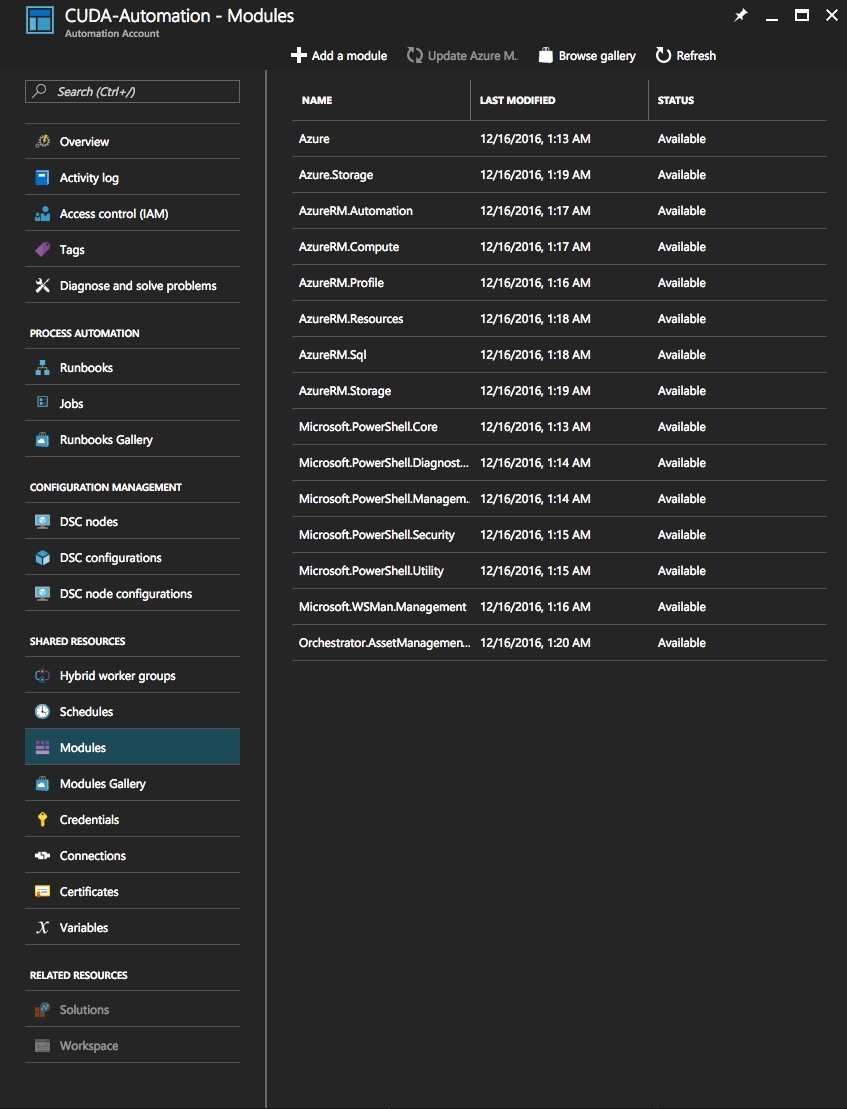 CUDA-Automation - Modules
Automation Account
Add a module Update Azure M. Browse gallery Refresh
Search (Ctrl+/)
Overview
Activity log
Access control (IAM)
Tags
Diagnose and solve problems
PROCESS AUTOMATION
Runbooks
Jobs
Runbooks Gallery
CONFIGURATION MANAGEMENT
DSC nodes
DSC configurations
DSC node configurations
SHARED RESOURCES
Hybrid worker groups
Schedules
Modules
Modules Gallery
Credentials
Connections
Certificates
Variables
RELATED RESOURCES
Solutions
Workspace
NAME LAST MODIFIED STATUS
Azure 12/16/2016, 1:13 AM Available
Azure.Storage 12/16/2016, 1:19 AM Available
AzureRM.Automation 12/16/2016, 1:17 AM Available
AzureRM.Compute 12/16/2016, 1:17 AM Available
AzureRM.Profile 12/16/2016, 1:16 AM Available
AzureRM.Resources 12/16/2016, 1:18 AM Available
AzureRM.Sql 12/16/2016, 1:18 AM Available
AzureRM.Storage 12/16/2016, 1:19 AM Available
Microsoft.PowerShell.Core 12/16/2016, 1:13 AM Available
Microsoft.PowerShell.Diagnost... 12/16/2016, 1:14 AM Available
Microsoft.PowerShell.Managem. 12/16/2016, 1:14 AM Available
Microsoft.PowerShell.Security 12/16/2016, 1:15 AM Available
Microsoft.PowerShell.Utility 12/16/2016, 1:15 AM Available
Microsoft.WSMan.Management 12/16/2016, 1:16 AM Available
Orchestrator.AssetManagemen... 12/16/2016, 1:20 AM Available